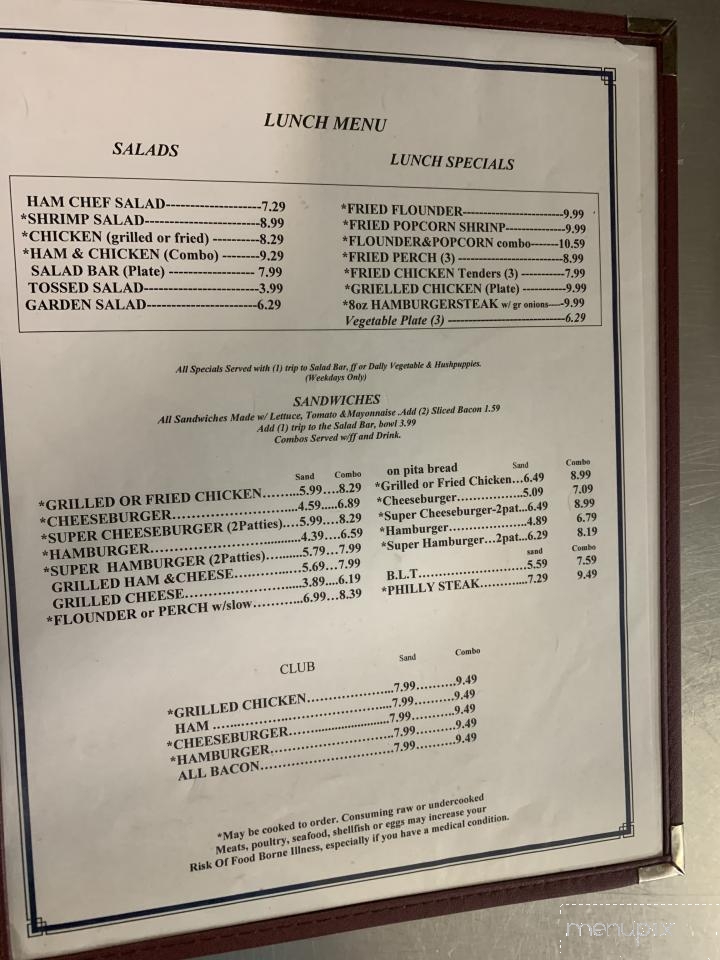 LUNCH MENU
SALADS
HAM CHEF SALAD--------------------7.29
*SHRIMP SALAD------------------------8.99
*CHICKEN (grilled or fried) ----------8.29
*HAM & CHICKEN (Combo) --------9.29
SALAD BAR (Plate) ------------------ 7.99
TOSSED SALAD------------------------3.99
GARDEN SALAD-----------------------6.29
LUNCH SPECIALS
*FRIED FLOUNDER-------------------------9.99
*FRIED POPCORN SHRINP---------------9.99
*FLOUNDER&POPCORN combo------10.59
*FRIED PERCH (3) --------------------------8.99
*FRIED CHICKEN Tenders (3) -----------7.99
*GRIELLED CHICKEN (Plate) -----------9.99
*8oz HAMBURGERSTEAK w/ gr onions----9.99
Vegetable Plate (3) -----------------------------6.29
All Specials Served with (1) trip to Salad Bar, ff or Daily Vegetable & Hushpuppies.
(Weekdays Only)
SANDWICHES
All Sandwiches Made w/ Lettuce, Tomato &Mayonnaise .Add (2) Sliced Bacon 1.59
Add (1) trip to the Salad Bar, bowl 3.99
Combos Served w/ff and Drink.
Sand Combo
*GRILLED OR FRIED CHICKEN……...5.99…8.29
*CHEESEBURGER……………………...4.59…..6.89
*SUPER CHEESEBURGER (2Patties)….5.99…8.29
*HAMBURGER…………………………4.39…6.59
*SUPER HAMBURGER (2Patties)..........5.79…7.99
GRILLED HAM &CHEESE……………..5.69…7.99
GRILLED CHEESE……………………...3.89….6.19
*FLOUNDER or PERCH w/slow………...6.99…8.39
on pita bread Sand Combo
*Grilled or Fried Chicken…6.49 8.99
*Cheeseburger……………..5.09 7.09
*Super Cheeseburger-2pat...6.49 8.99
*Hamburger………………..4.89 6.79
*Super Hamburger…2pat...6.29 8.19
sand Combo
B.L.T……………………...5.59 7.59
*PHILLY STEAK………...7.29 9.49
CLUB Sand Combo
*GRILLED CHICKEN……………………...7.99……….9.49
HAM …...……………………………………7.99……….9.49
*CHEESEBURGER...............................7.99……….9.49
*HAMBURGER……………………………7.99……….9.49
ALL BACON………………………………7.99……….9.49
*May be cooked to order. Consuming raw or undercooked
Meats, poultry, seafood, shellfish or eggs may increase your
Risk Of Food Borne Illness, especially if you have a medical condition.
menupix